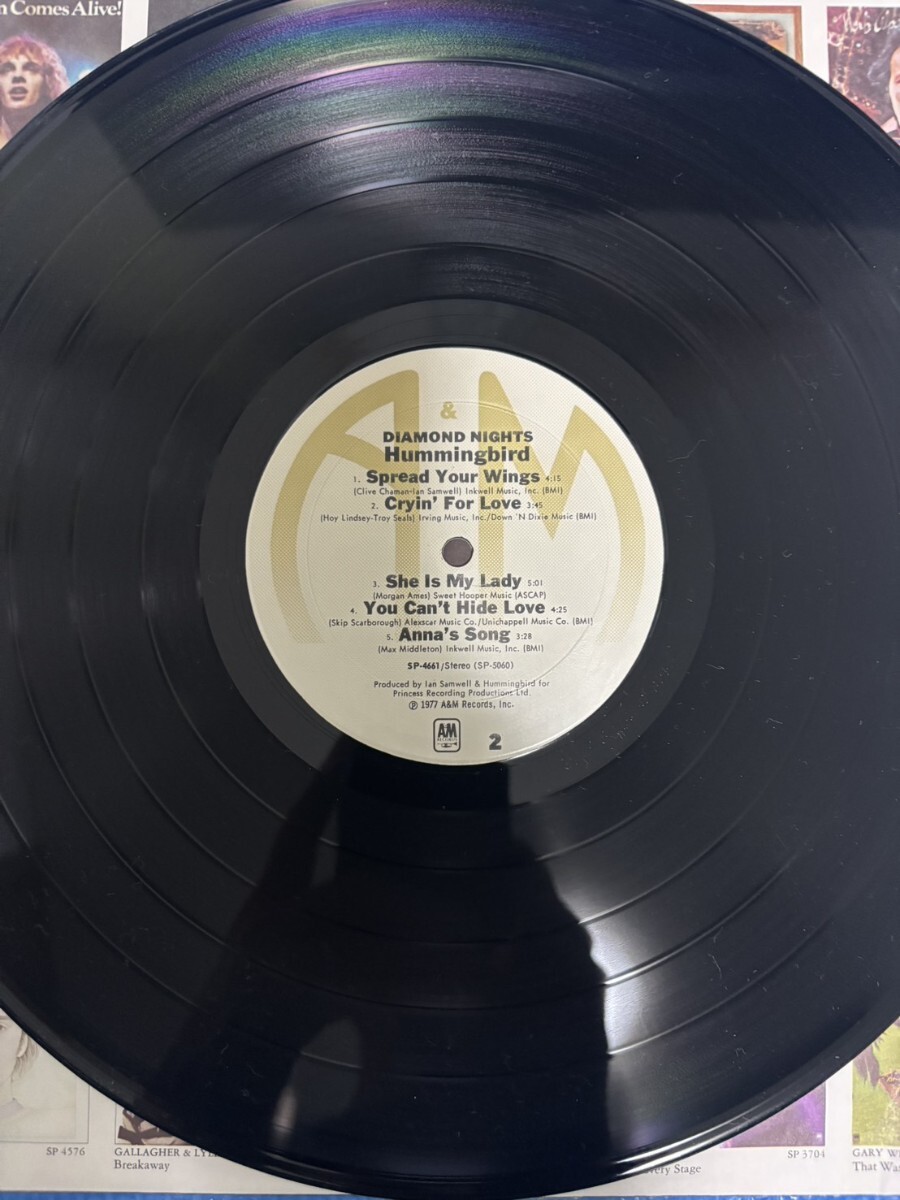 n Comes Alive!
&
DIAMOND NIGHTS
Hummingbird
1. Spread Your Wings 4:15
(Clive Chaman-Ian Samwell) Inkwell Music, Inc. (BMI)
2. Cryin' For Love 3:45
(Hoy Lindsey-Troy Seals) Irving Music, Inc./Down 'N Dixie Music (BMI)
3. She Is My Lady 5:01
(Morgan Ames) Sweet Hooper Music (ASCAP)
4. You Can't Hide Love 4:25
(Skip Scarborough) Alexscar Music Co./Unichappell Music Co. (BMI)
5. Anna's Song 3:28
(Max Middleton) Inkwell Music, Inc. (BMI)
SP-4661/Stereo (SP-5060)
Produced by Ian Samwell & Hummingbird for
Princess Recording Productions Ltd.
℗ 1977 A&M Records, Inc.
A&M
RECORDS
2
SP 4576
GALLAGHER & LYL
Breakaway
SP 3704
very Stage
GARY W
That Was